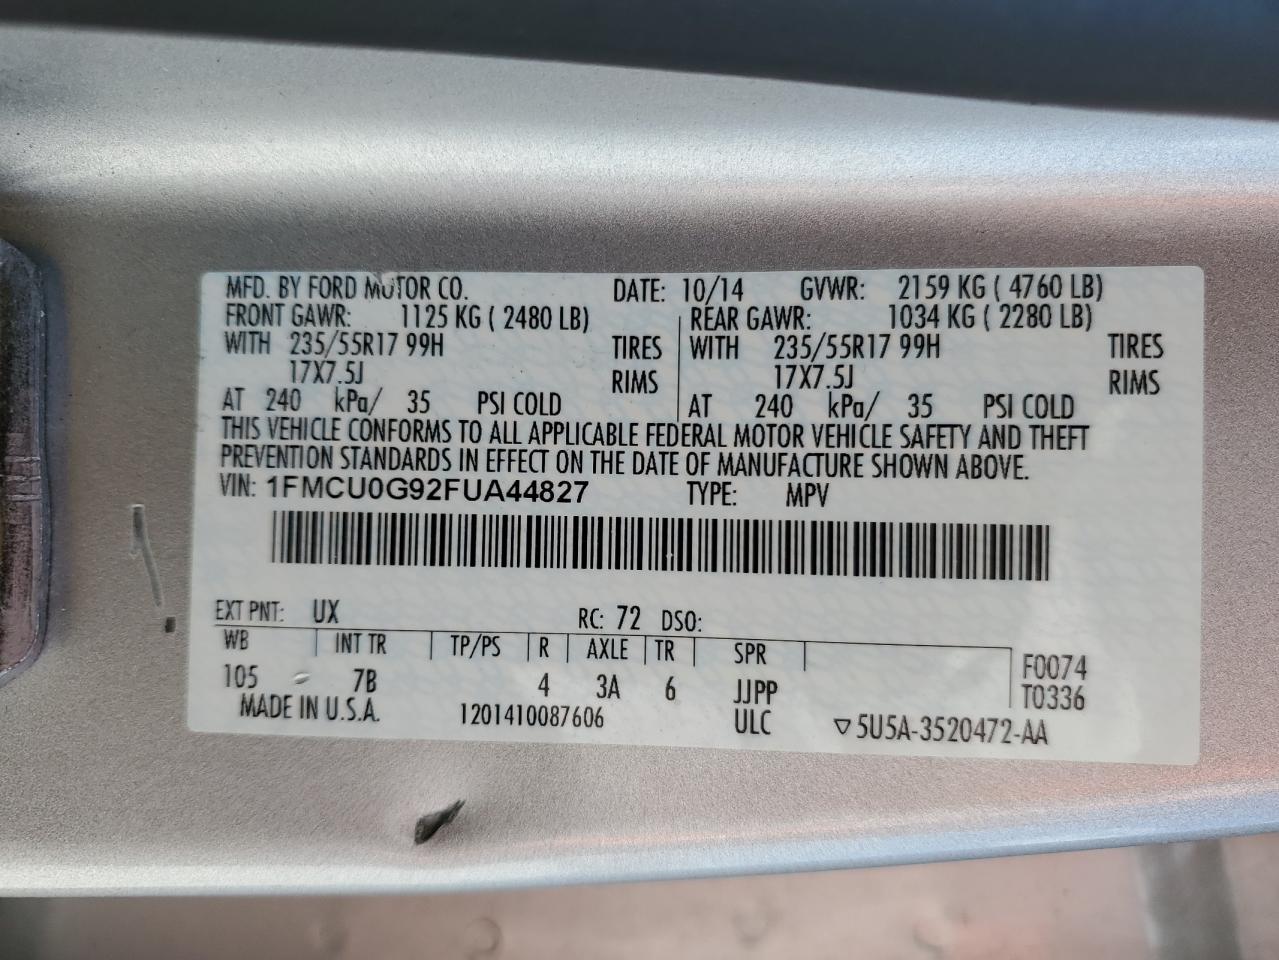 MFD. BY FORD MOTOR CO. DATE: 10/14 GVWR: 2159 KG ( 4760 LB)
FRONT GAWR: 1125 KG ( 2480 LB) REAR GAWR: 1034 KG ( 2280 LB)
WITH 235/55R17 99H TIRES WITH 235/55R17 99H TIRES
17X7.5J RIMS 17X7.5J RIMS
AT 240 kPa/ 35 PSI COLD AT 240 kPa/ 35 PSI COLD
THIS VEHICLE CONFORMS TO ALL APPLICABLE FEDERAL MOTOR VEHICLE SAFETY AND THEFT
PREVENTION STANDARDS IN EFFECT ON THE DATE OF MANUFACTURE SHOWN ABOVE.
VIN: 1FMCU0G92FUA44827 TYPE: MPV
EXT PNT: UX RC: 72 DSO:
WB INT TR TP/PS R AXLE TR SPR F0074
105 7B 4 3A 6 JJPP T0336
MADE IN U.S.A. 1201410087606 ULC ▽5U5A-3520472-AA